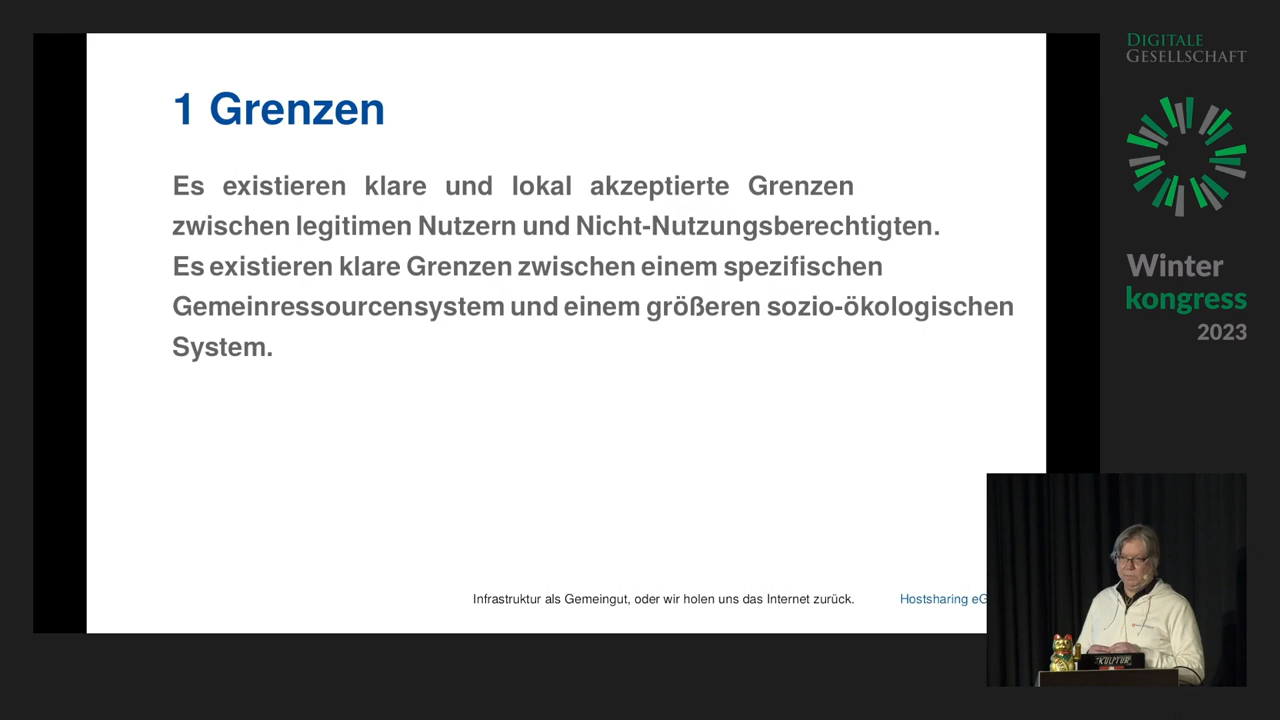 1 Grenzen
Es existieren klare und lokal akzeptierte Grenzen
zwischen legitimen Nutzern und Nicht-Nutzungsberechtigten.
Es existieren klare Grenzen zwischen einem spezifischen
Gemeinressourcensystem und einem größeren sozio-ökologischen
System.
Infrastruktur als Gemeingut, oder wir holen uns das Internet zurück.
Hostsharing eG
DIGITALE
GESELLSCHAFT
Winter
kongress
2023
KULPTUR